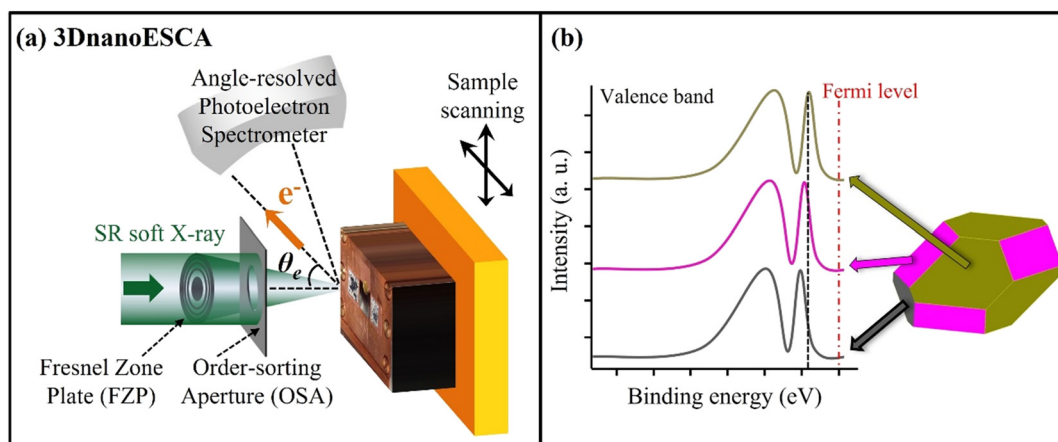 (a) 3DnanoESCA
Angle-resolved
Photoelectron
Spectrometer
Sample
scanning
e-
SR soft X-ray
θe
Fresnel Zone
Plate (FZP)
Order-sorting
Aperture (OSA)
(b)
Valence band
Fermi level
Intensity (a. u.)
Binding energy (eV)